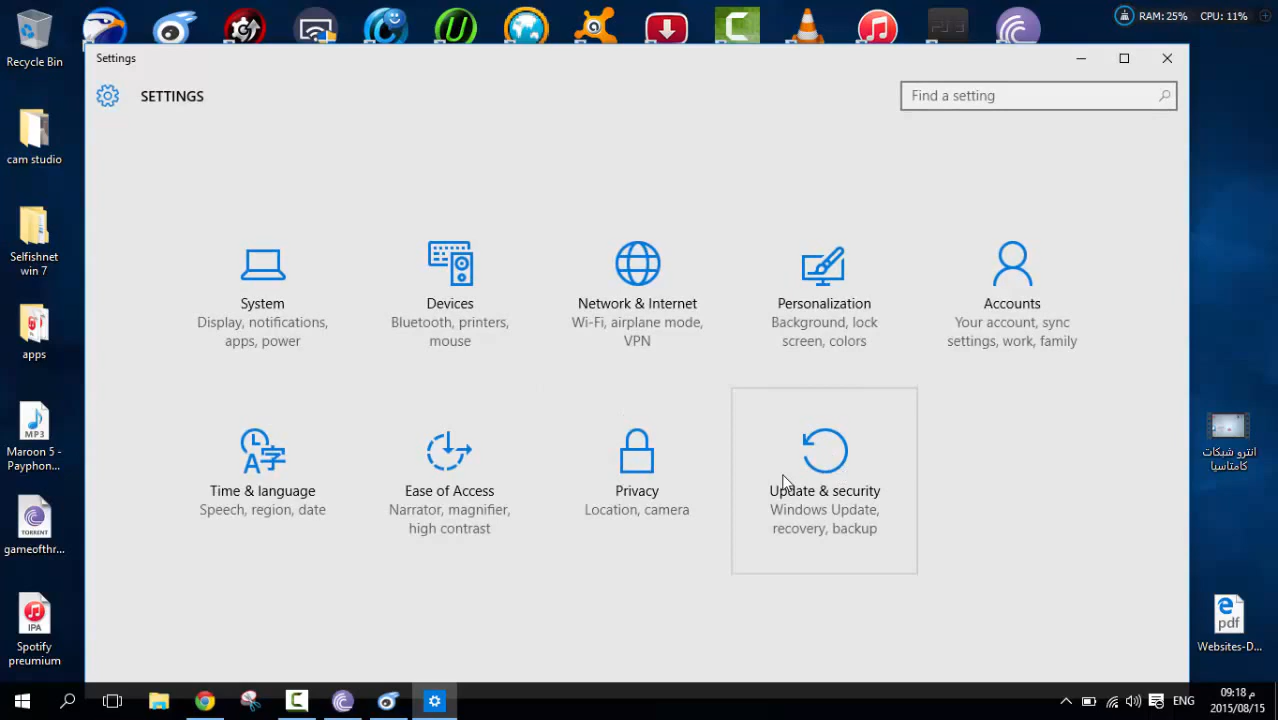 RAM: 25% CPU: 11%
Recycle Bin
cam studio
Selfishnet
win 7
apps
MP3
Maroon 5 -
Payphon...
TORRENT
gameofthr...
IPA
Spotify
preumium
Settings
SETTINGS
Find a setting
System
Display, notifications,
apps, power
Devices
Bluetooth, printers,
mouse
Network & Internet
Wi-Fi, airplane mode,
VPN
Personalization
Background, lock
screen, colors
Accounts
Your account, sync
settings, work, family
Time & language
Speech, region, date
Ease of Access
Narrator, magnifier,
high contrast
Privacy
Location, camera
Update & security
Windows Update,
recovery, backup
انترو شبكات
كامتاسيا
pdf
Websites-D...
ENG
09:18 م
2015/08/15